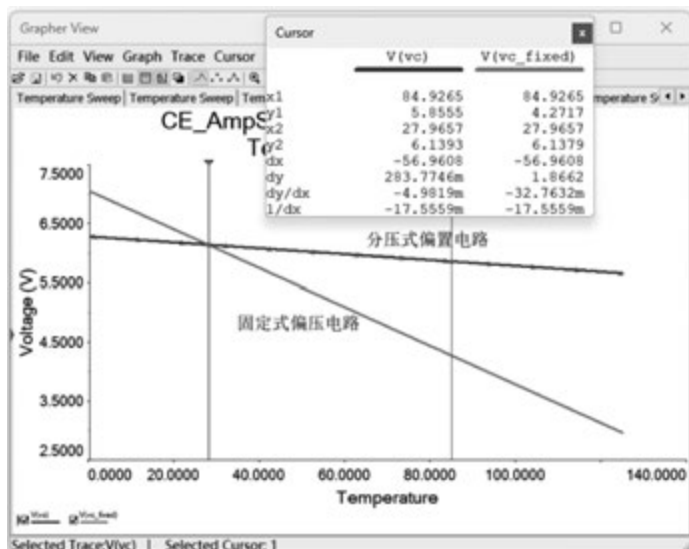 Grapher View
File Edit View Graph Trace Cursor
Temperature Sweep Temperature Sweep Tem
Cursor
x
V(vc) V(vc_fixed)
x1 84.9265 84.9265
y1 5.8555 4.2717
x2 27.9657 27.9657
y2 6.1393 6.1379
dx -56.9608 -56.9608
dy 283.7746m 1.8662
dy/dx -4.9819m -32.7632m
1/dx -17.5559m -17.5559m
CE_AmpS
7.5000
6.5000
5.5000
4.5000
3.5000
2.5000
Voltage (V)
分压式偏置电路
固定式偏压电路
0.0000 20.0000 40.0000 60.0000 80.0000 100.0000 140.0000
Temperature
V(vc) V(vc_fixed)
Selected Trace:V(vc) | Selected Cursor: 1